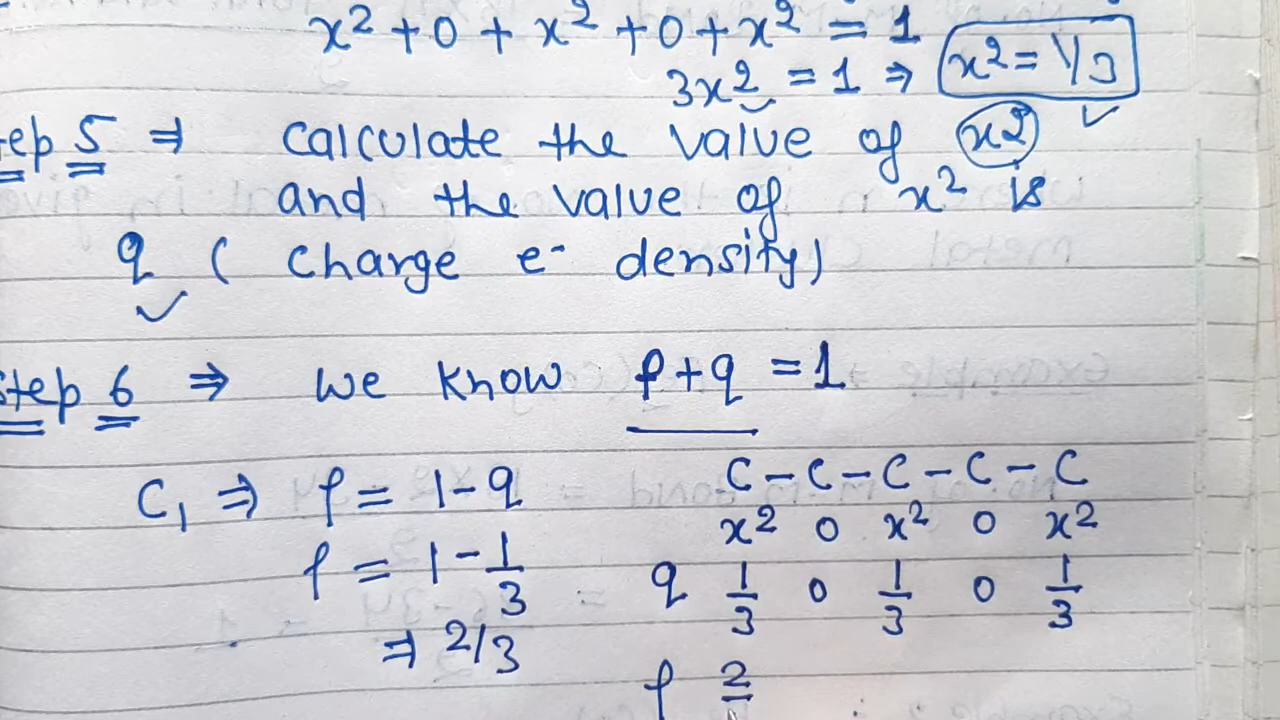 x² + 0 + x² + 0 + x² = 1
3x² = 1 ⇒ x² = 1/3
tep 5 ⇒ calculate the value of x²
and the value of x² is
q ( charge e⁻ density)
Step 6 ⇒ we know ρ+q = 1
C₁ ⇒ ρ = 1-q
ρ = 1 - 1/3
⇒ 2/3
C - C - C - C - C
x² 0 x² 0 x²
q 1/3 0 1/3 0 1/3
ρ 2